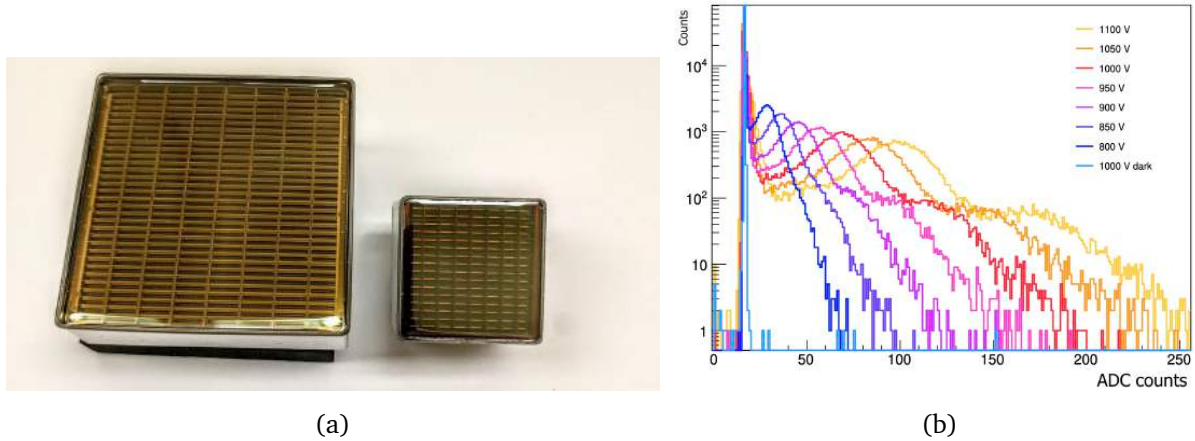 Counts
10⁴
10³
10²
10
1
1100 V
1050 V
1000 V
950 V
900 V
850 V
800 V
1000 V dark
0 50 100 150 200 250
ADC counts
(a) (b)